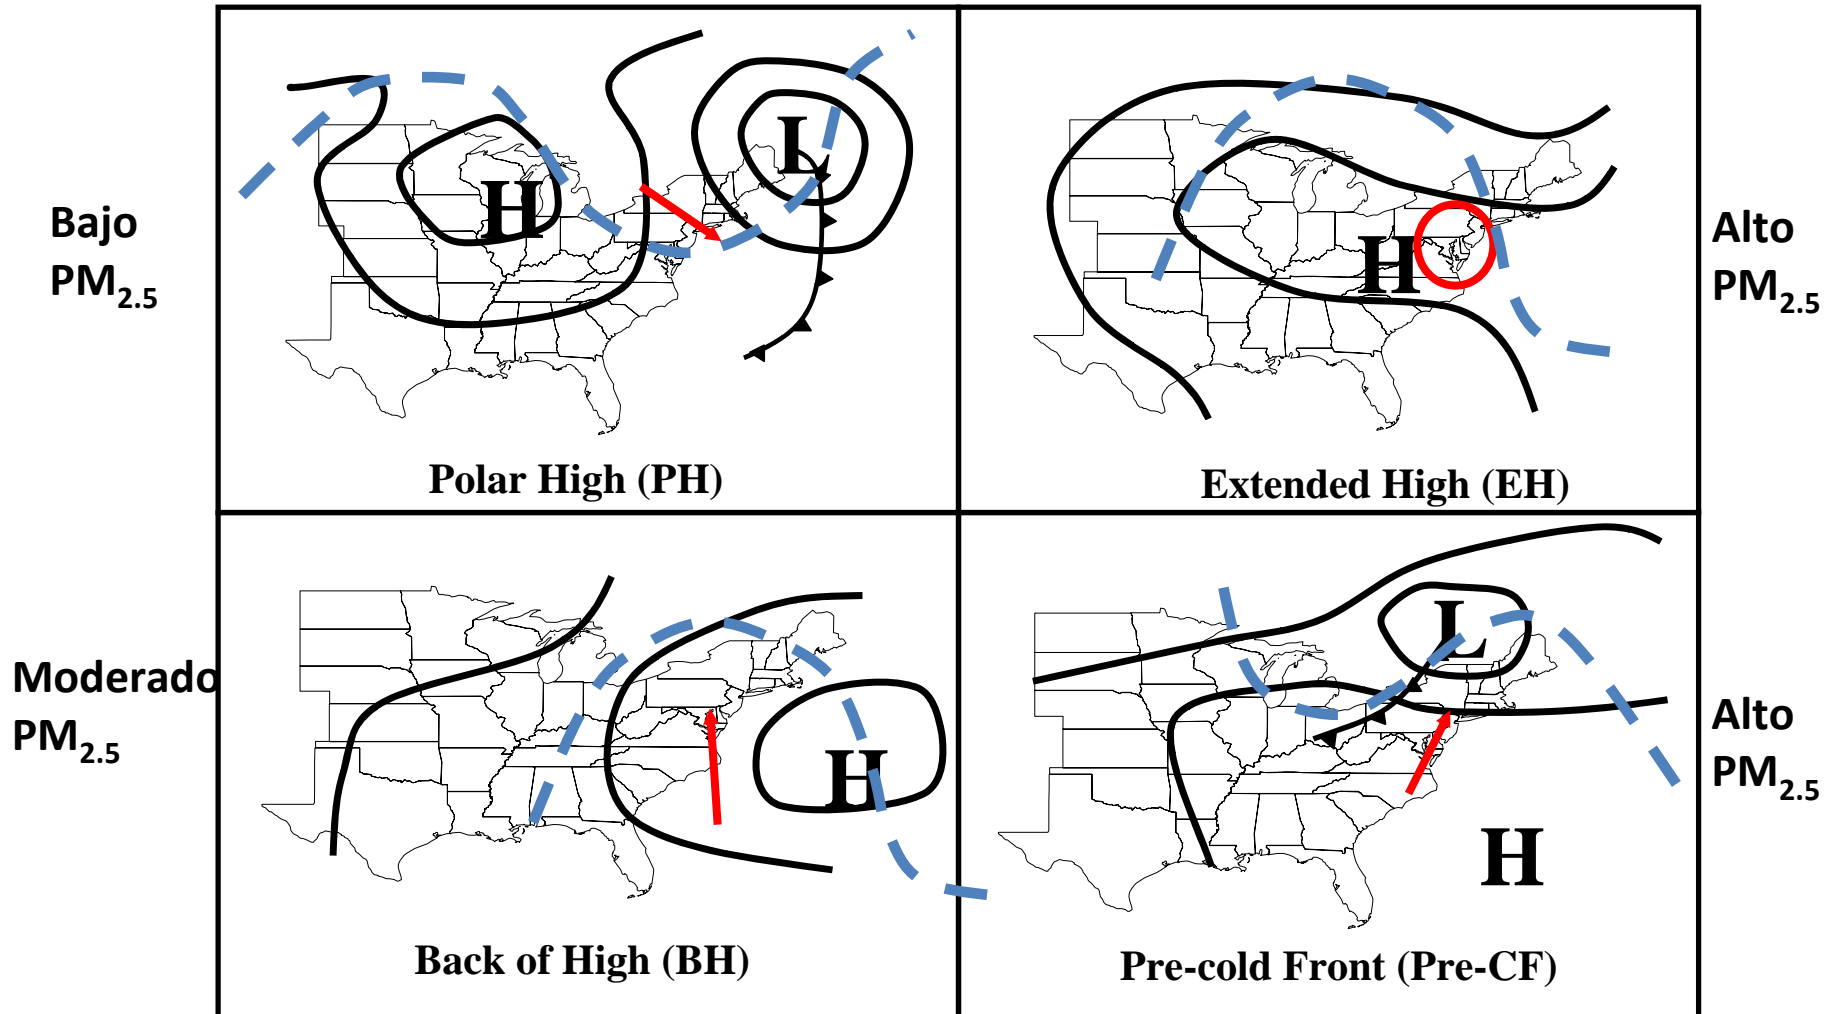 Bajo
PM2.5
H
L
Polar High (PH)
H
Extended High (EH)
Alto
PM2.5
Moderado
PM2.5
H
Back of High (BH)
L
H
Pre-cold Front (Pre-CF)
Alto
PM2.5